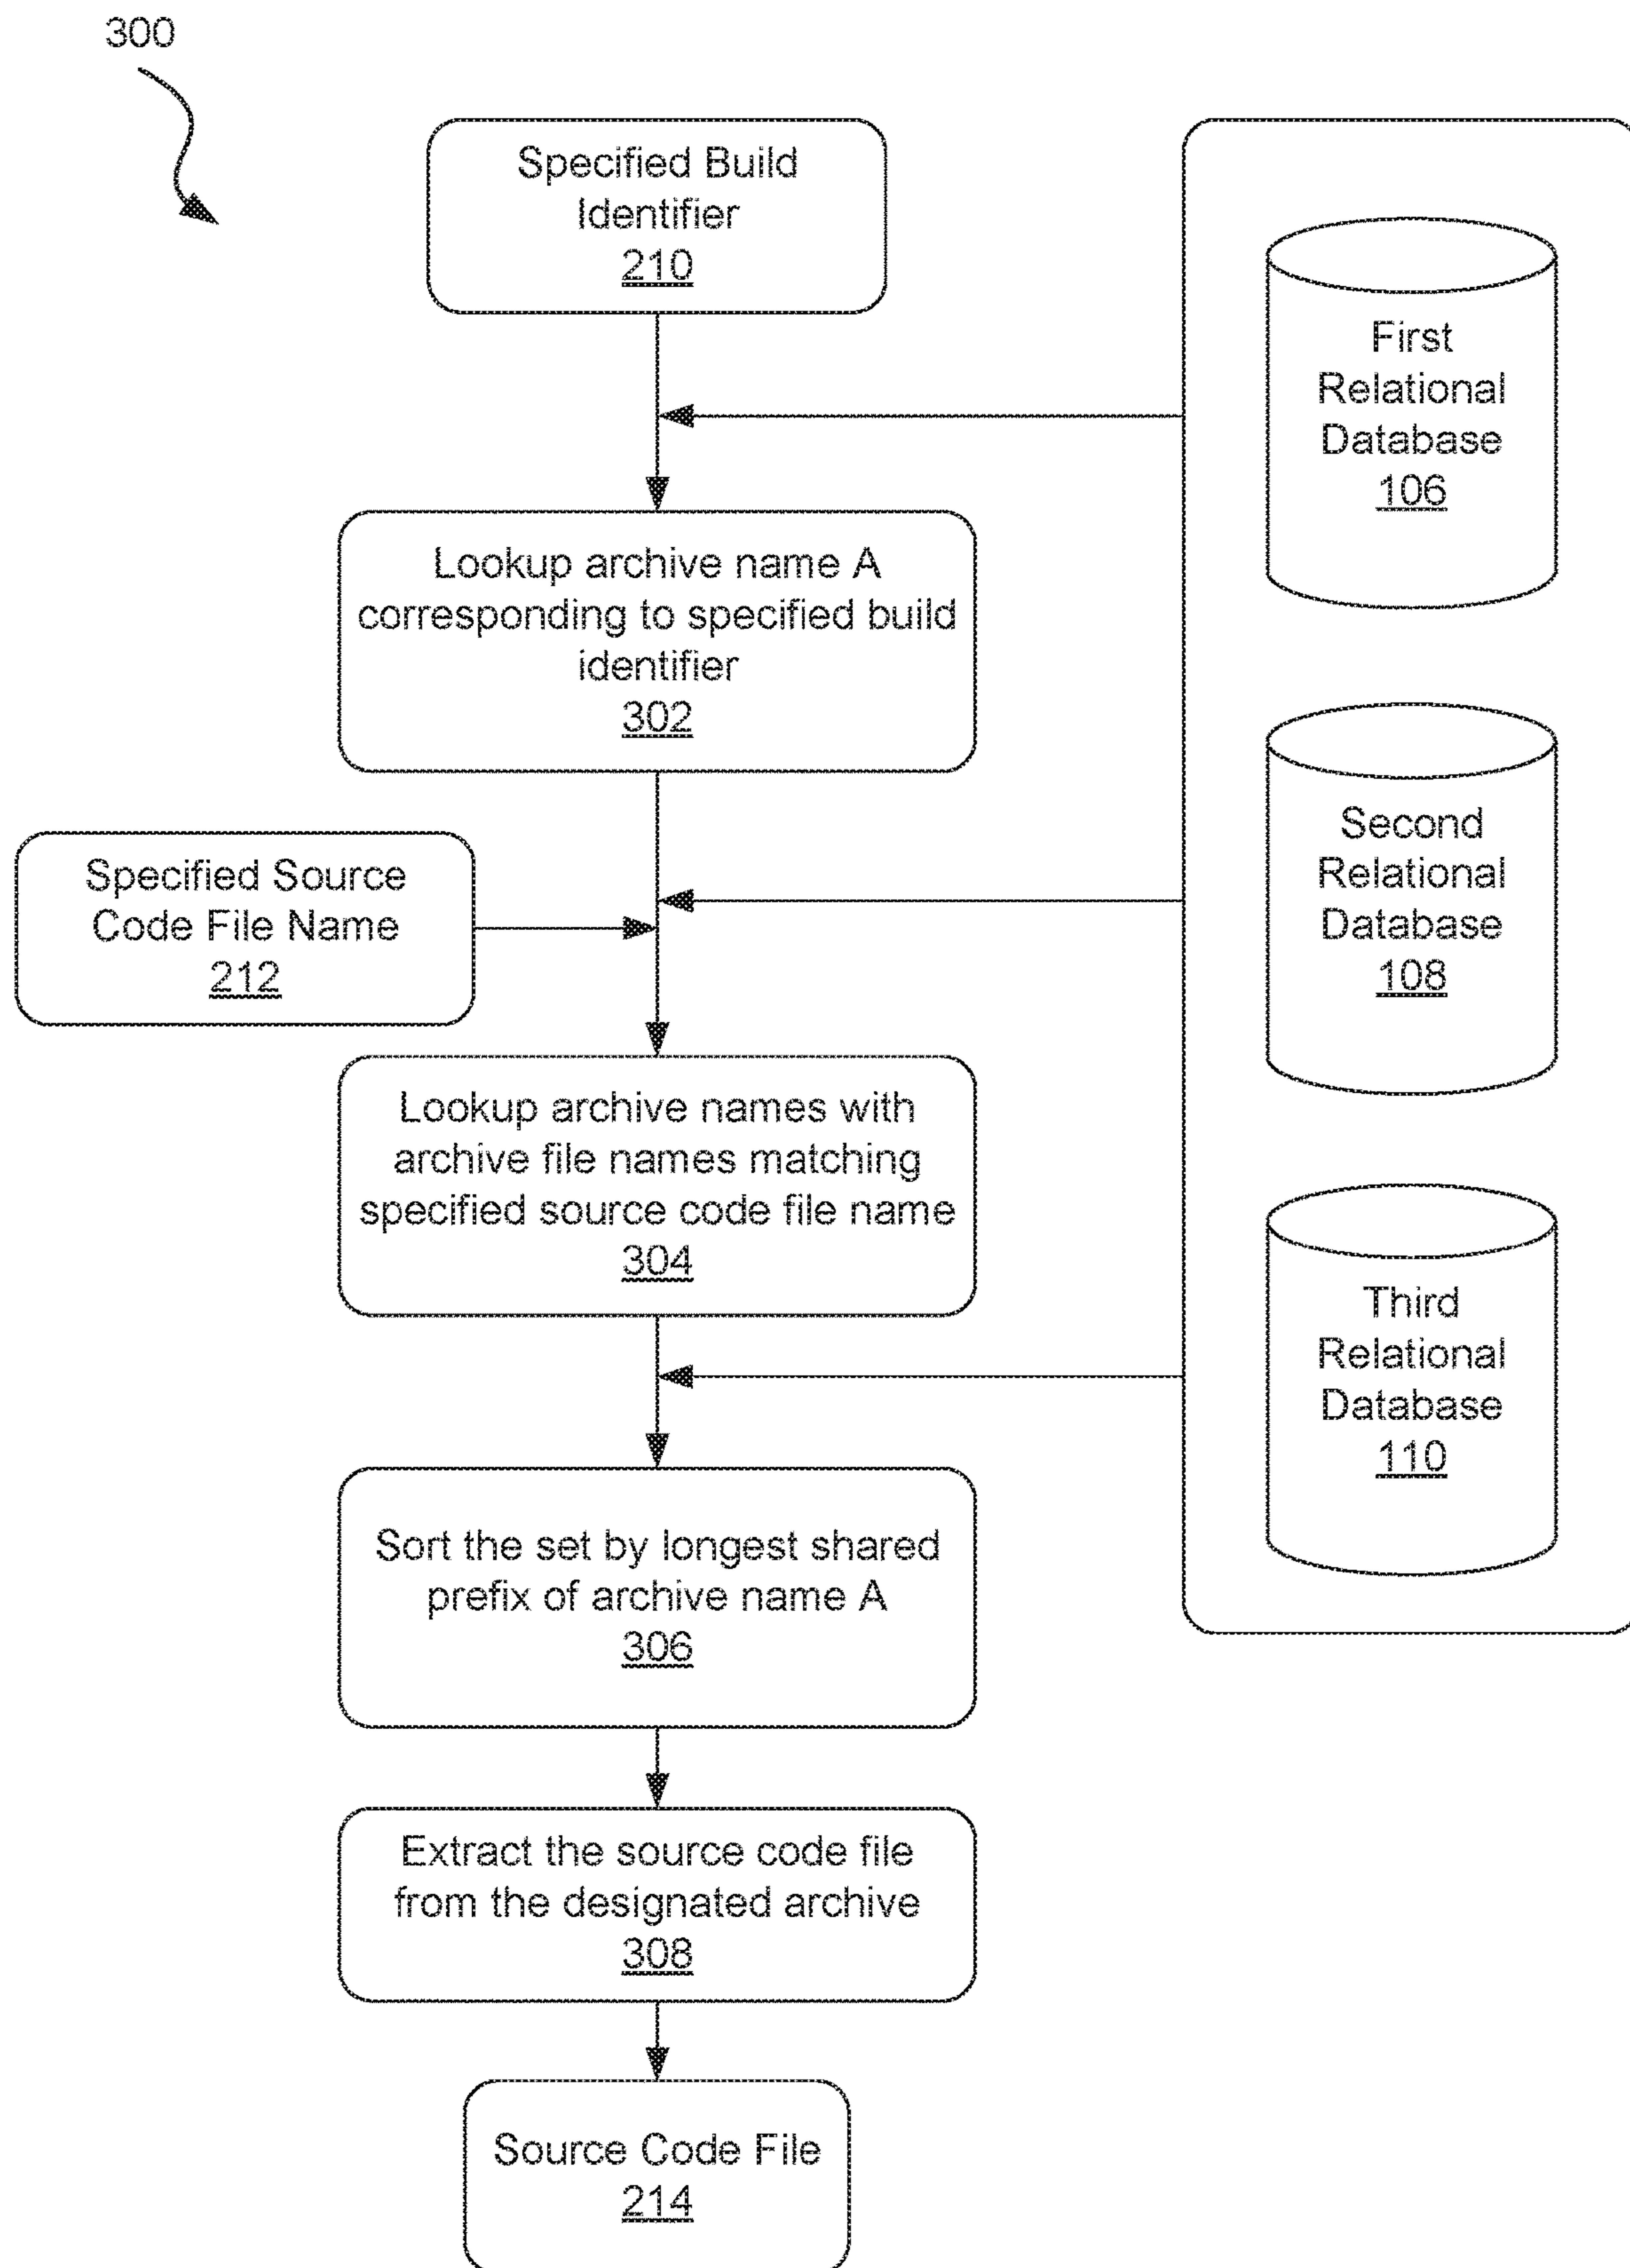 300
Specified Build
Identifier
210
Lookup archive name A
corresponding to specified build
identifier
302
Specified Source
Code File Name
212
Lookup archive names with
archive file names matching
specified source code file name
304
Sort the set by longest shared
prefix of archive name A
306
Extract the source code file
from the designated archive
308
Source Code File
214
First
Relational
Database
106
Second
Relational
Database
108
Third
Relational
Database
110